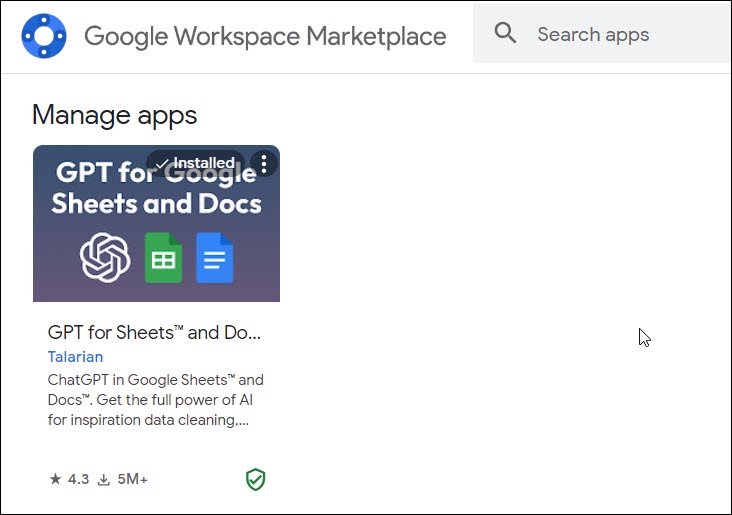 Google Workspace Marketplace
Search apps
Manage apps
Installed
GPT for Google
Sheets and Docs
GPT for Sheets™ and Do...
Talarian
ChatGPT in Google Sheets™ and
Docs™. Get the full power of AI
for inspiration data cleaning,...
4.3 5M+